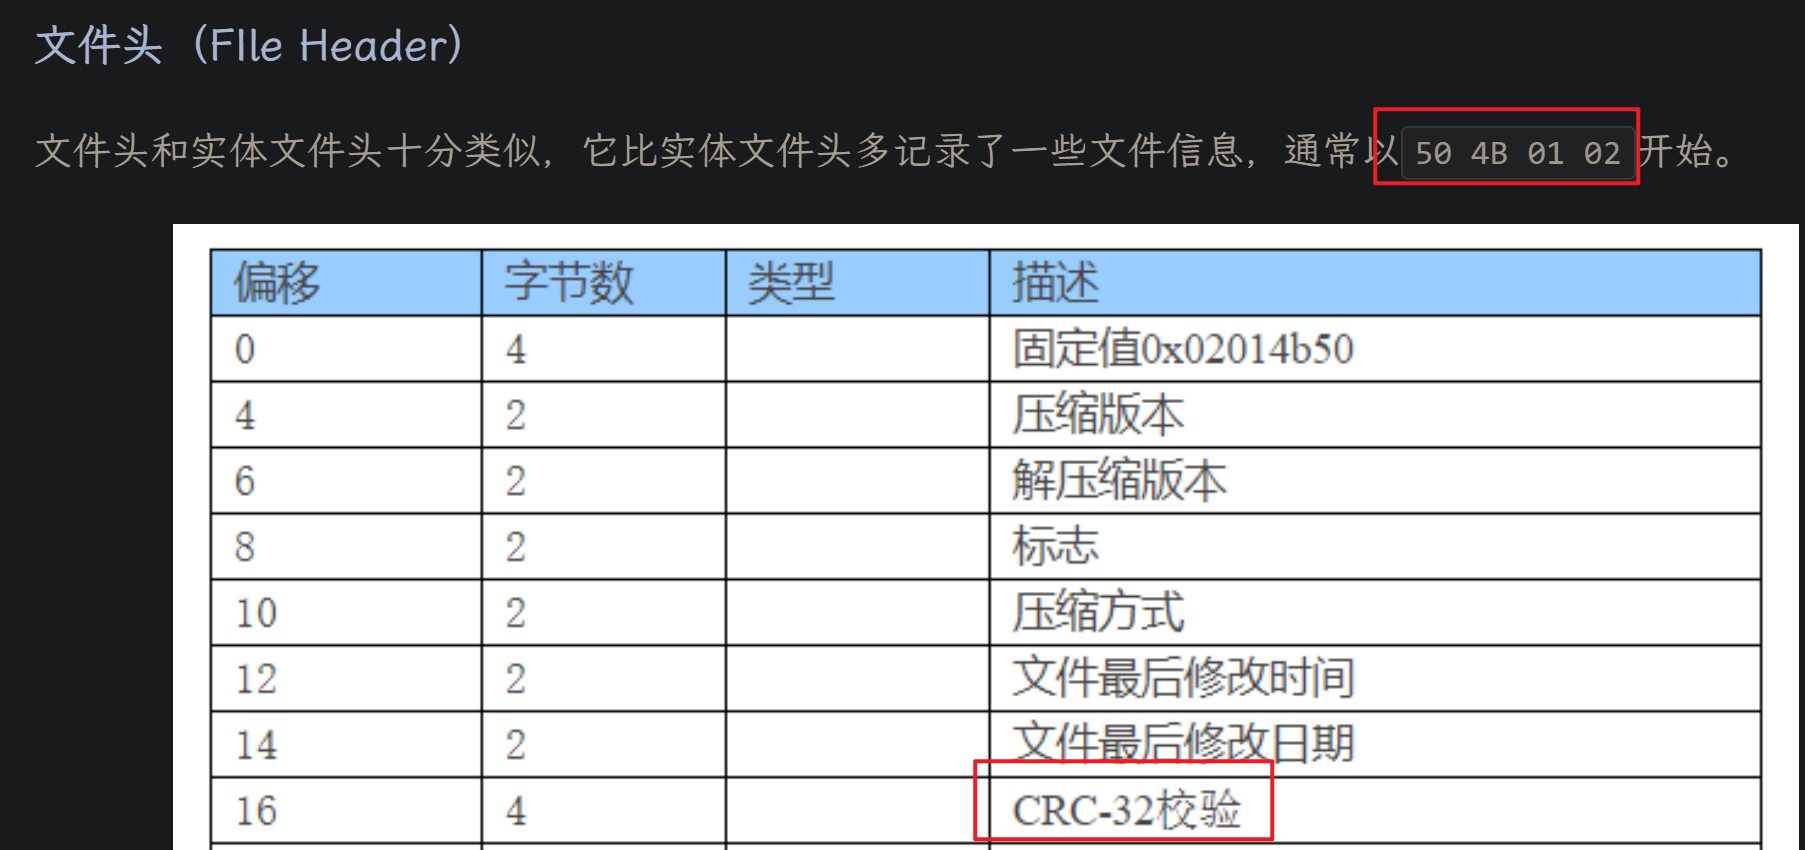 文件头（FIle Header）
文件头和实体文件头十分类似，它比实体文件头多记录了一些文件信息，通常以 50 4B 01 02 开始。
偏移 字节数 类型 描述
0 4 固定值0x02014b50
4 2 压缩版本
6 2 解压缩版本
8 2 标志
10 2 压缩方式
12 2 文件最后修改时间
14 2 文件最后修改日期
16 4 CRC-32校验